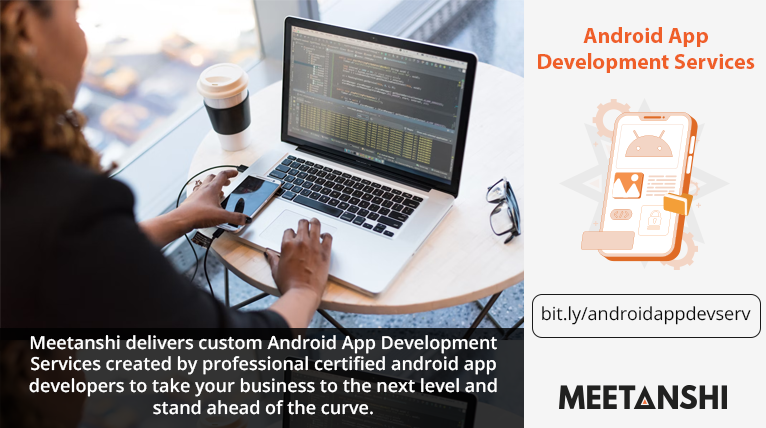 Android App
Development Services
bit.ly/androidappdevserv
Meetanshi delivers custom Android App Development
Services created by professional certified android app
developers to take your business to the next level and
stand ahead of the curve.
MEETANSHI